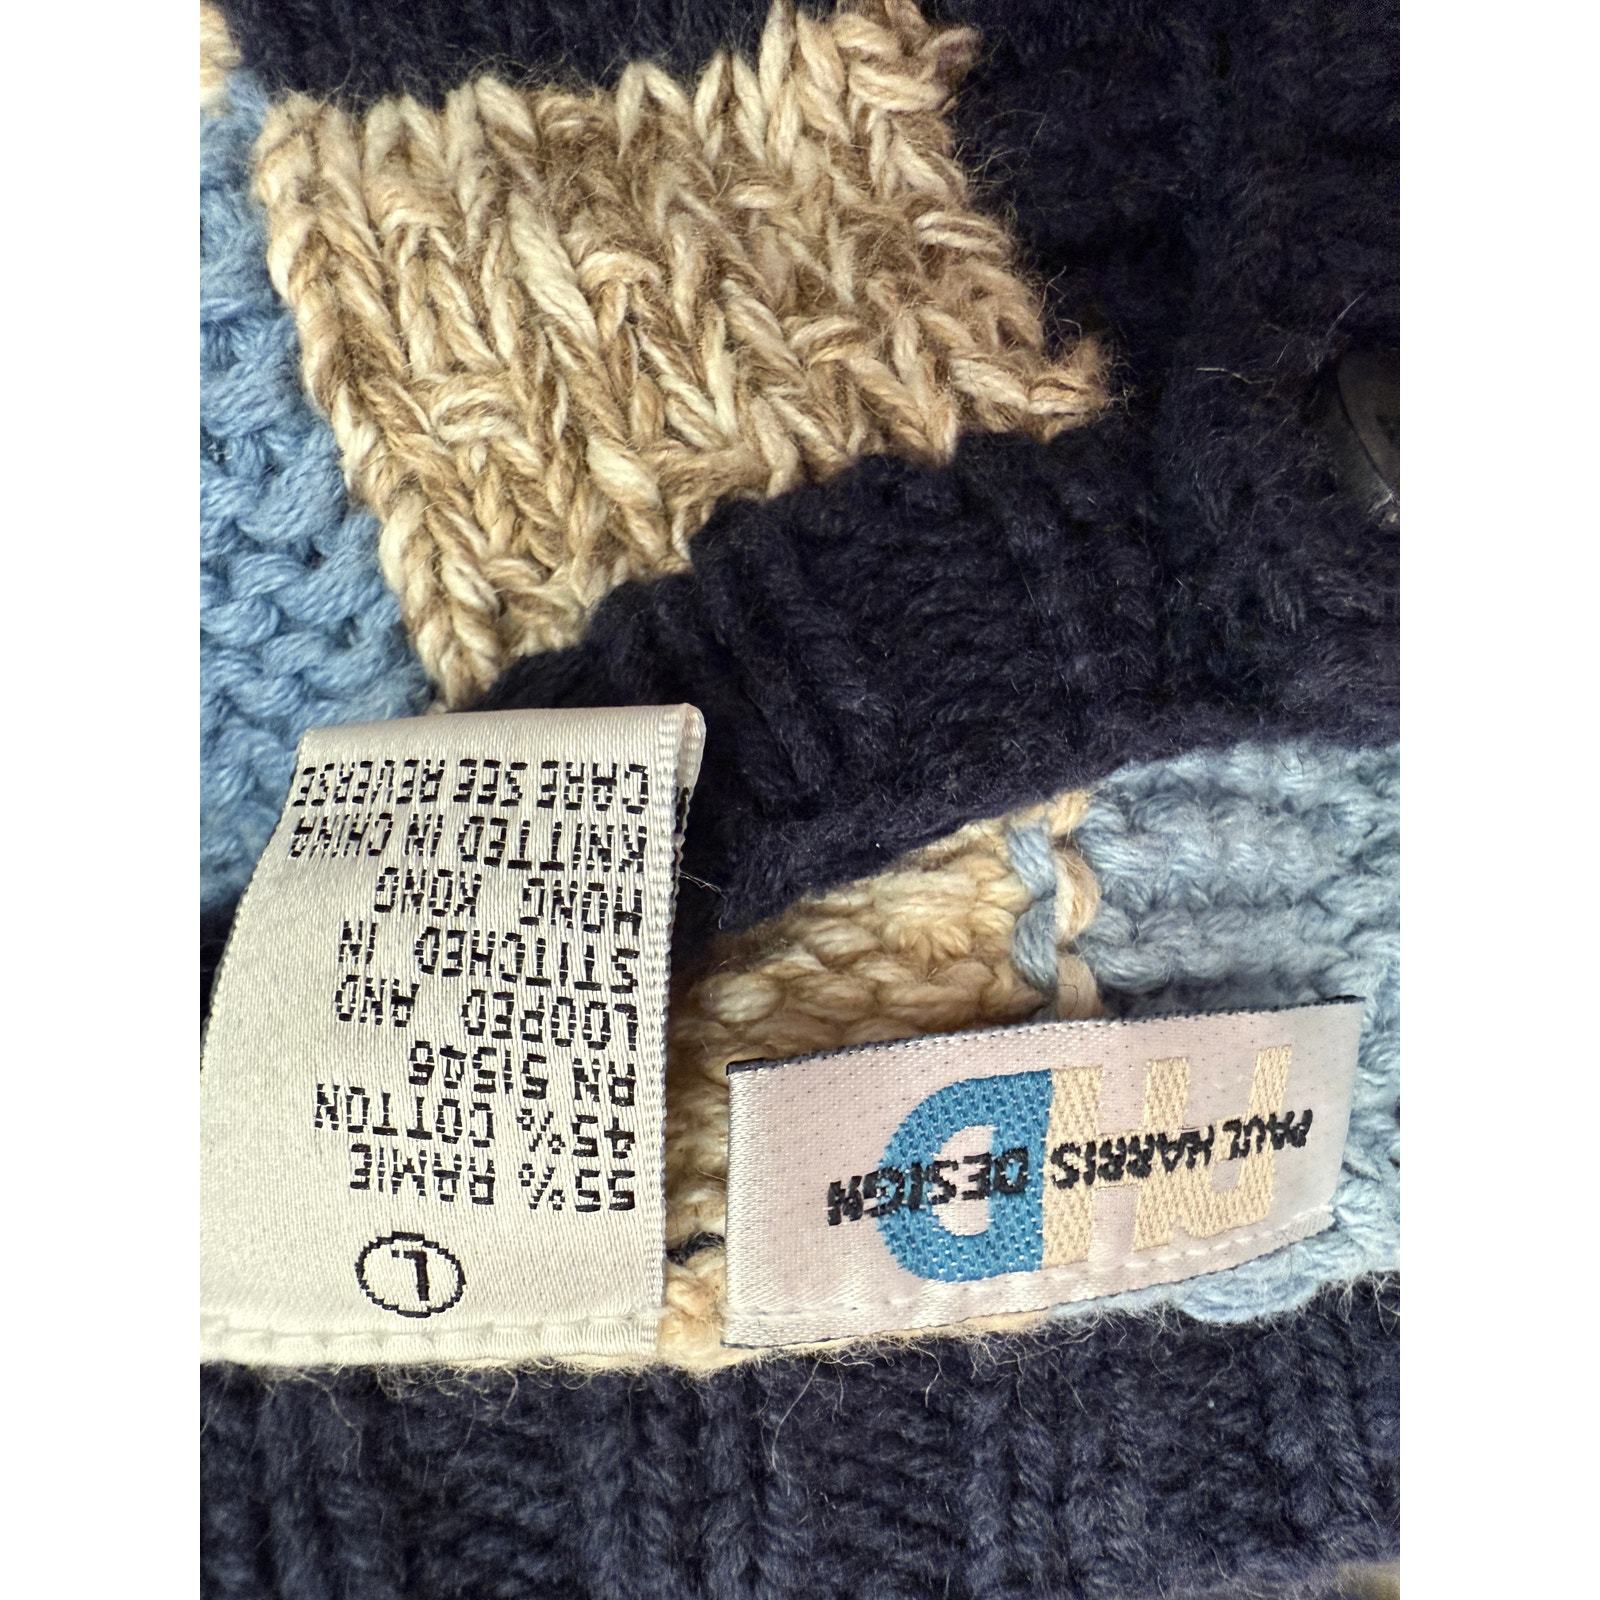 L
55% RAMIE
45% COTTON
RN 51506
LOOPED AND
STITCHED IN
HONG KONG
KNITTED IN CHINA
CARE SEE REVERSE
PHD
PAUL HARRIS DESIGN